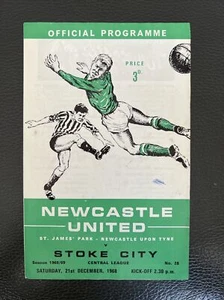 OFFICIAL PROGRAMME
PRICE
3D.
NEWCASTLE
UNITED
ST. JAMES' PARK - NEWCASTLE UPON TYNE
v
STOKE CITY
Season 1968/69 CENTRAL LEAGUE No. 28
SATURDAY, 21st DECEMBER, 1968 KICK-OFF 2.30 p.m.